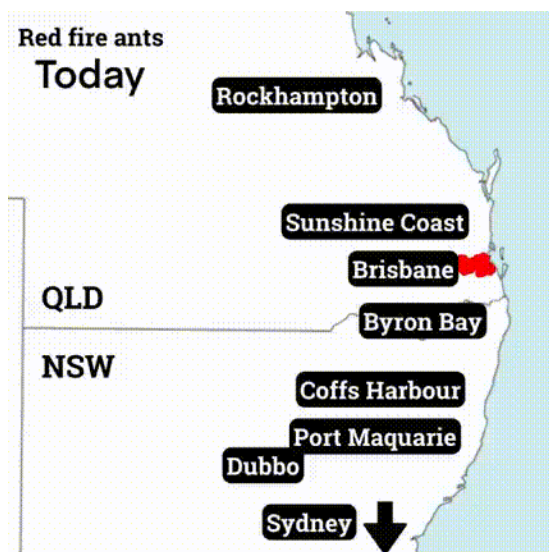 Red fire ants
Today
Rockhampton
Sunshine Coast
Brisbane
QLD
Byron Bay
NSW
Coffs Harbour
Port Maquarie
Dubbo
Sydney